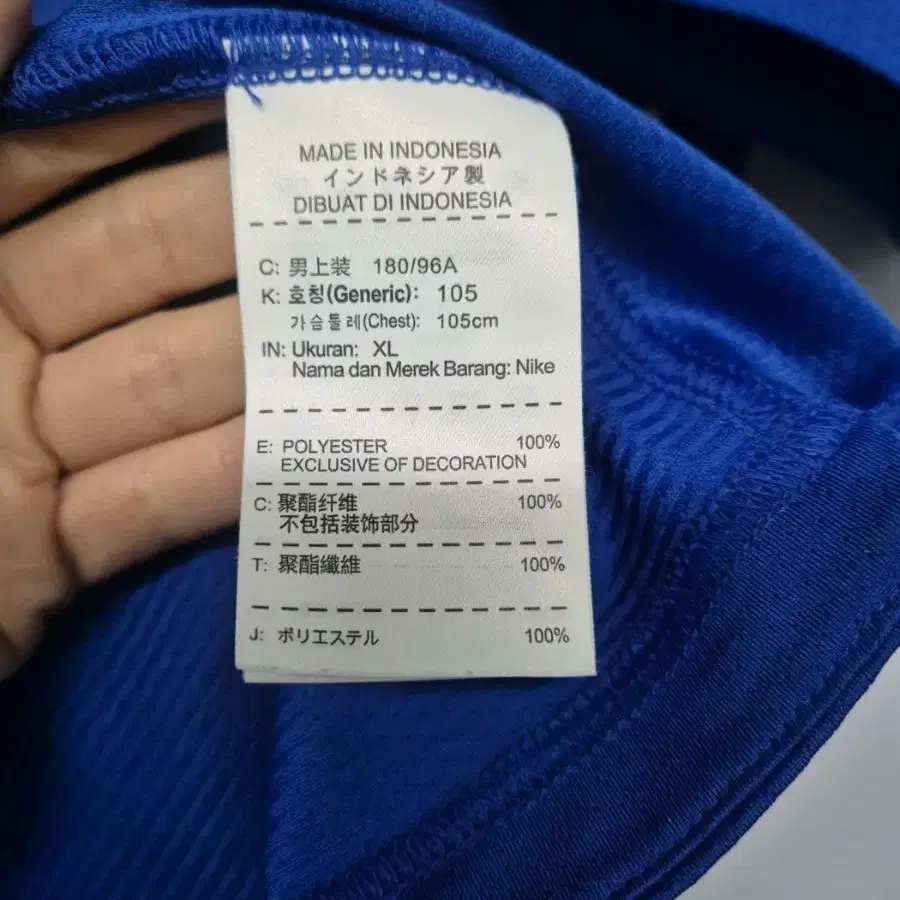 MADE IN INDONESIA
インドネシア製
DIBUAT DI INDONESIA
C: 男上装 180/96A
K: 호칭(Generic): 105
가슴둘레(Chest): 105cm
IN: Ukuran: XL
Nama dan Merek Barang: Nike
E: POLYESTER 100%
EXCLUSIVE OF DECORATION
C: 聚酯纤维 100%
不包括装饰部分
T: 聚酯纖維 100%
J: ポリエステル 100%